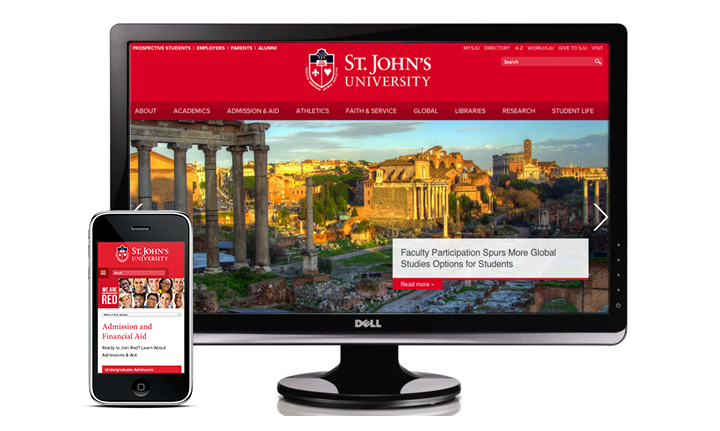 PROSPECTIVE STUDENTS | EMPLOYERS | PARENTS | ALUMNI
MYSJU DIRECTORY A-Z WORK@SJU GIVE TO SJU VISIT
Search
ST. JOHN'S
UNIVERSITY
ABOUT ACADEMICS ADMISSION & AID ATHLETICS FAITH & SERVICE GLOBAL LIBRARIES RESEARCH STUDENT LIFE
Faculty Participation Spurs More Global
Studies Options for Students
Read more »
DELL
ST. JOHN'S
UNIVERSITY
Search
WE ARE
RED
Menu in this section
Admission and
Financial Aid
Ready to Join Red? Learn About
Admissions & Aid.
Undergraduate Admission